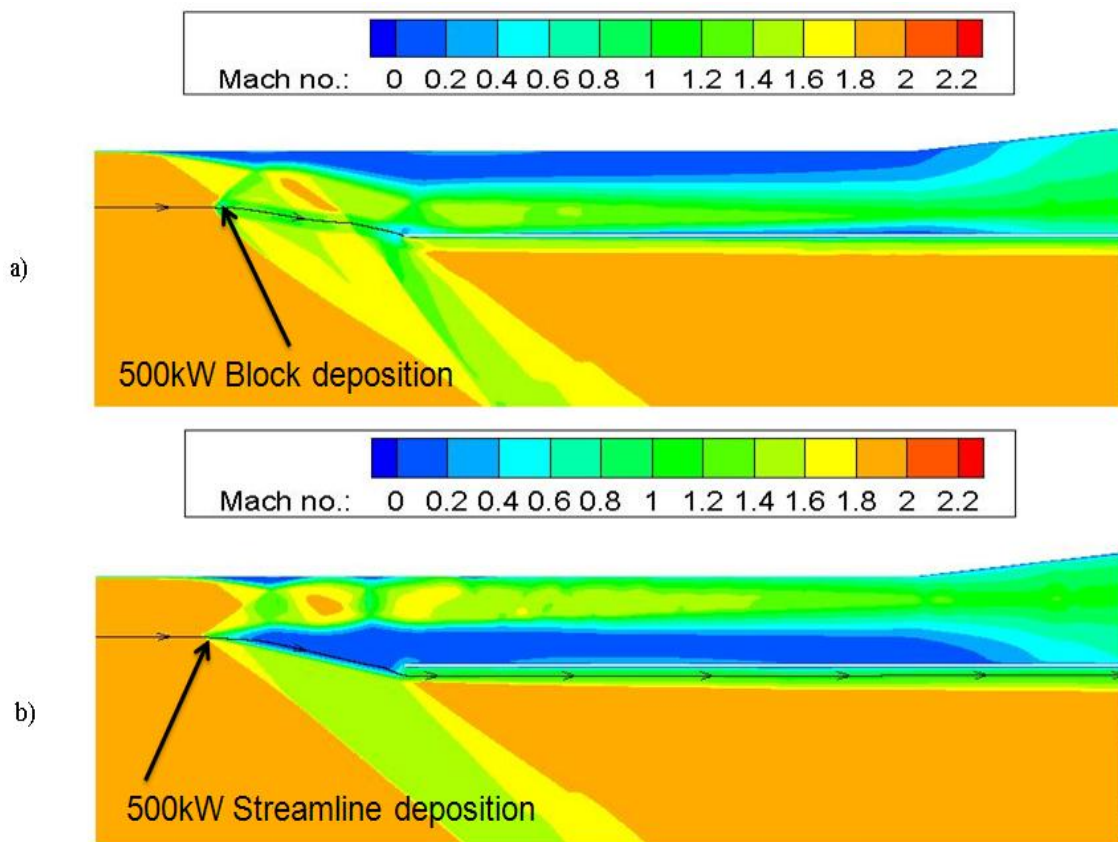 Mach no.: 0 0.2 0.4 0.6 0.8 1 1.2 1.4 1.6 1.8 2 2.2
a)
500kW Block deposition
Mach no.: 0 0.2 0.4 0.6 0.8 1 1.2 1.4 1.6 1.8 2 2.2
b)
500kW Streamline deposition